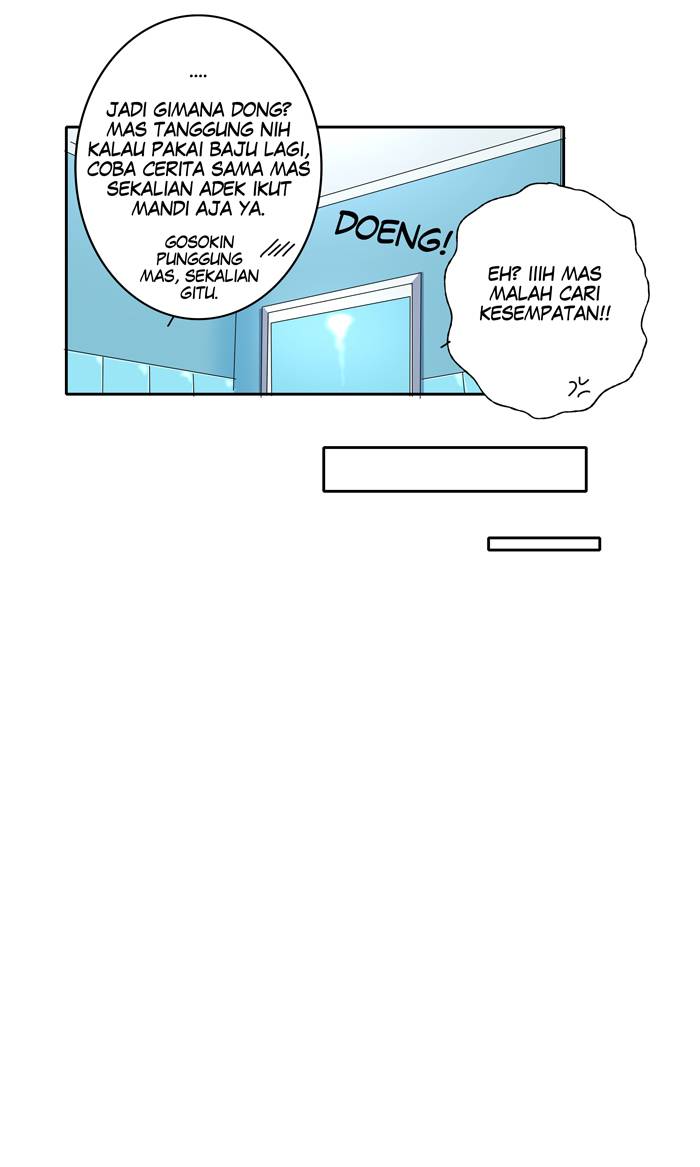 ....
JADI GIMANA DONG?
MAS TANGGUNG NIH
KALAU PAKAI BAJU LAGI,
COBA CERITA SAMA MAS
SEKALIAN ADEK IKUT
MANDI AJA YA.
GOSOKIN
PUNGGUNG
MAS, SEKALIAN
GITU.
DOENG!
EH? IIIH MAS
MALAH CARI
KESEMPATAN!!